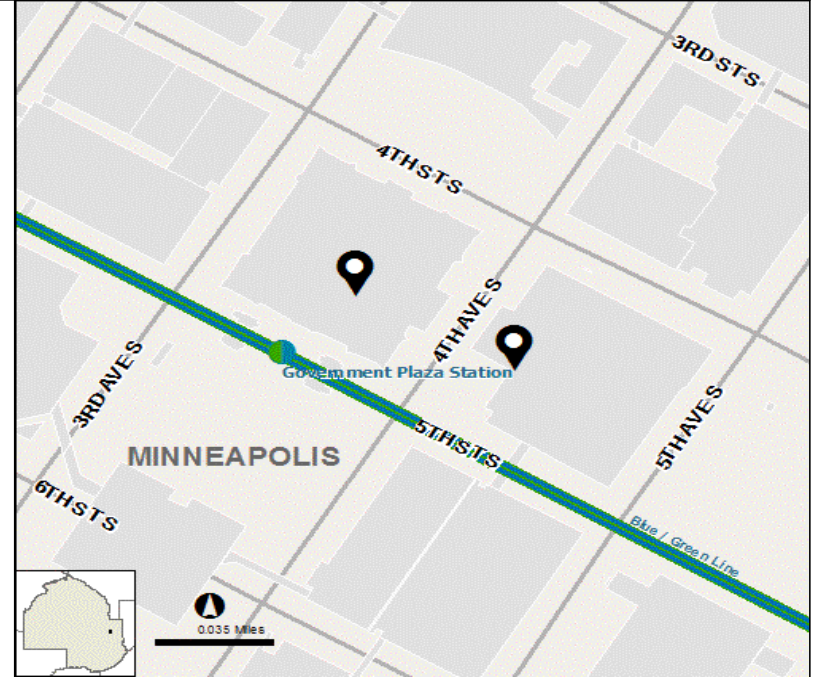 3RD ST S
4TH ST S
4TH AVE S
Government Plaza Station
3RD AVE S
5TH ST S
5TH AVE S
MINNEAPOLIS
6TH ST S
Blue / Green Line
0.035 Miles